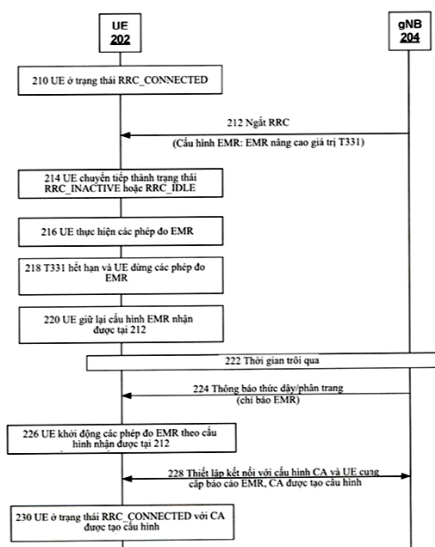 UE
202
gNB
204
210 UE ở trạng thái RRC_CONNECTED
212 Ngắt RRC
(Cấu hình EMR: EMR nâng cao giá trị T331)
214 UE chuyển tiếp thành trạng thái
RRC_INACTIVE hoặc RRC_IDLE
216 UE thực hiện các phép đo EMR
218 T331 hết hạn và UE dừng các phép đo
EMR
220 UE giữ lại cấu hình EMR nhận
được tại 212
222 Thời gian trôi qua
224 Thông báo thức dậy/phân trang
(chỉ báo EMR)
226 UE khởi động các phép đo EMR theo cấu
hình nhận được tại 212
228 Thiết lập kết nối với cấu hình CA và UE cung
cấp báo cáo EMR, CA được tạo cấu hình
230 UE ở trạng thái RRC_CONNECTED với CA
được tạo cấu hình